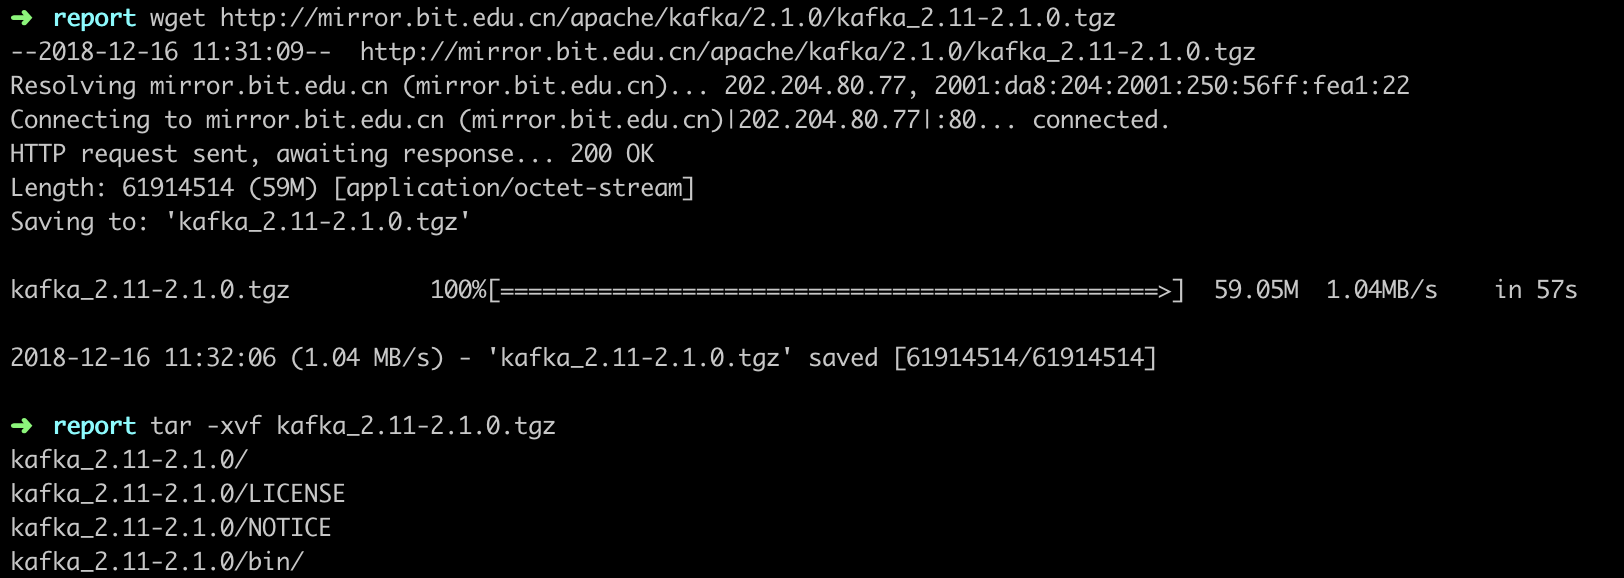 ➜ report wget http://mirror.bit.edu.cn/apache/kafka/2.1.0/kafka_2.11-2.1.0.tgz
--2018-12-16 11:31:09--  http://mirror.bit.edu.cn/apache/kafka/2.1.0/kafka_2.11-2.1.0.tgz
Resolving mirror.bit.edu.cn (mirror.bit.edu.cn)... 202.204.80.77, 2001:da8:204:2001:250:56ff:fea1:22
Connecting to mirror.bit.edu.cn (mirror.bit.edu.cn)|202.204.80.77|:80... connected.
HTTP request sent, awaiting response... 200 OK
Length: 61914514 (59M) [application/octet-stream]
Saving to: 'kafka_2.11-2.1.0.tgz'
kafka_2.11-2.1.0.tgz          100%[===============================================>]  59.05M  1.04MB/s    in 57s
2018-12-16 11:32:06 (1.04 MB/s) - 'kafka_2.11-2.1.0.tgz' saved [61914514/61914514]
➜ report tar -xvf kafka_2.11-2.1.0.tgz
kafka_2.11-2.1.0/
kafka_2.11-2.1.0/LICENSE
kafka_2.11-2.1.0/NOTICE
kafka_2.11-2.1.0/bin/